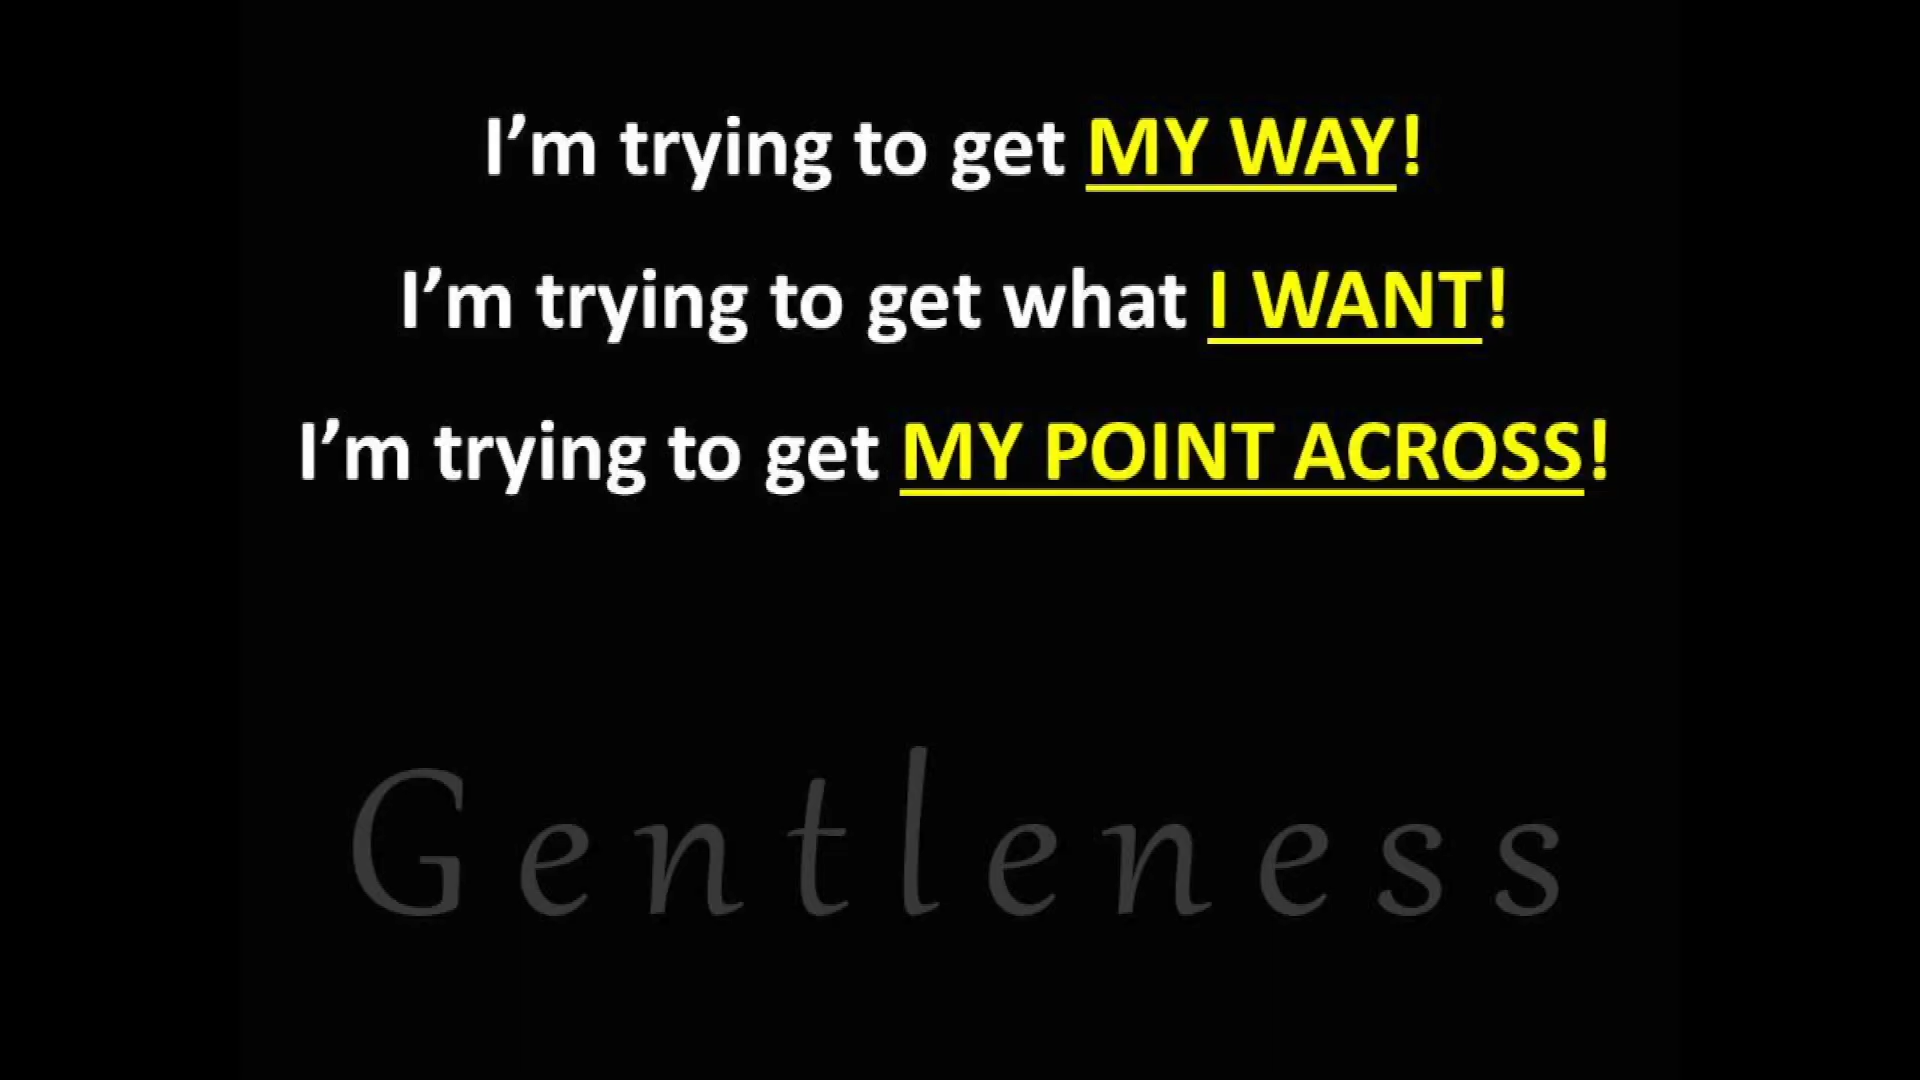 I’m trying to get MY WAY!
I’m trying to get what I WANT!
I’m trying to get MY POINT ACROSS!
Gentleness